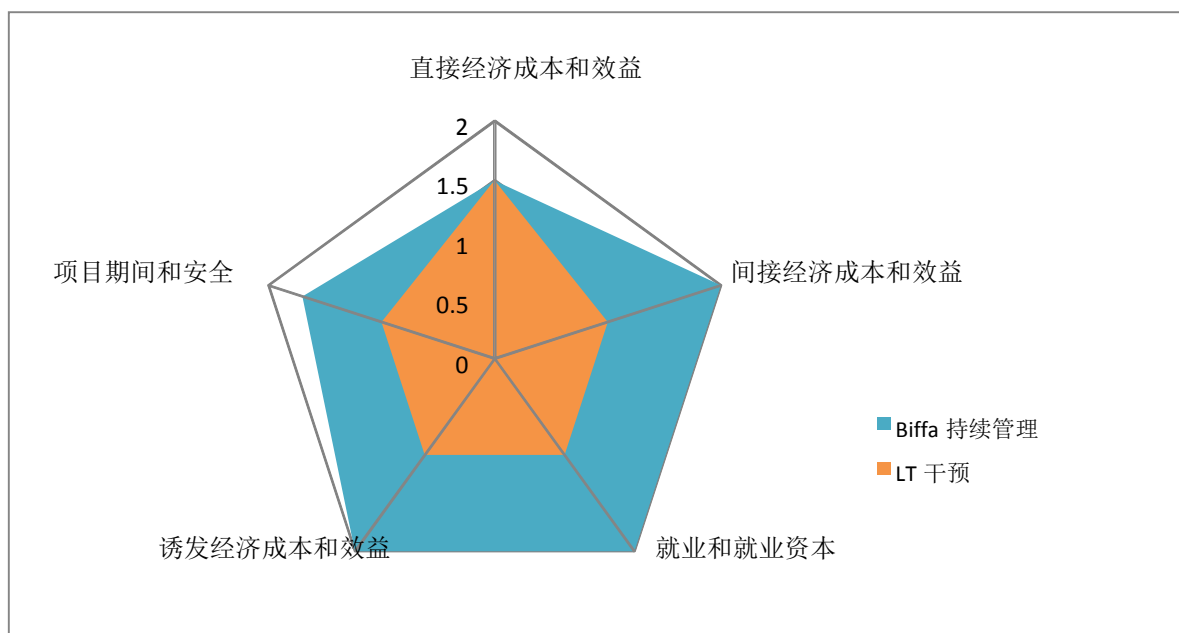 直接经济成本和效益
2
1.5
1
0.5
0
项目期间和安全
间接经济成本和效益
诱发经济成本和效益
就业和就业资本
Biffa 持续管理
LT 干预